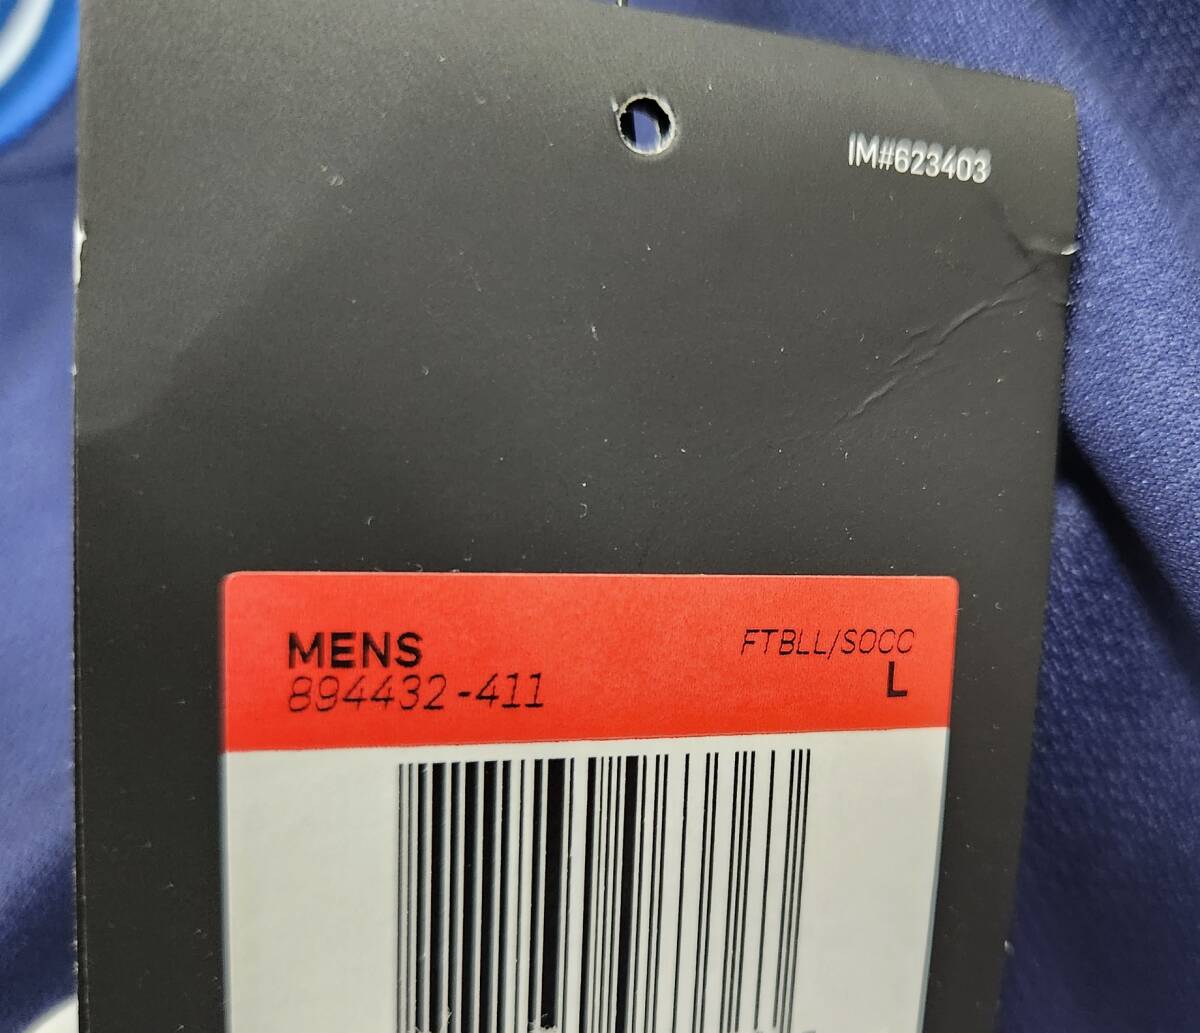 IM#623403
MENS
FTBLL/SOCC
894432-411
L